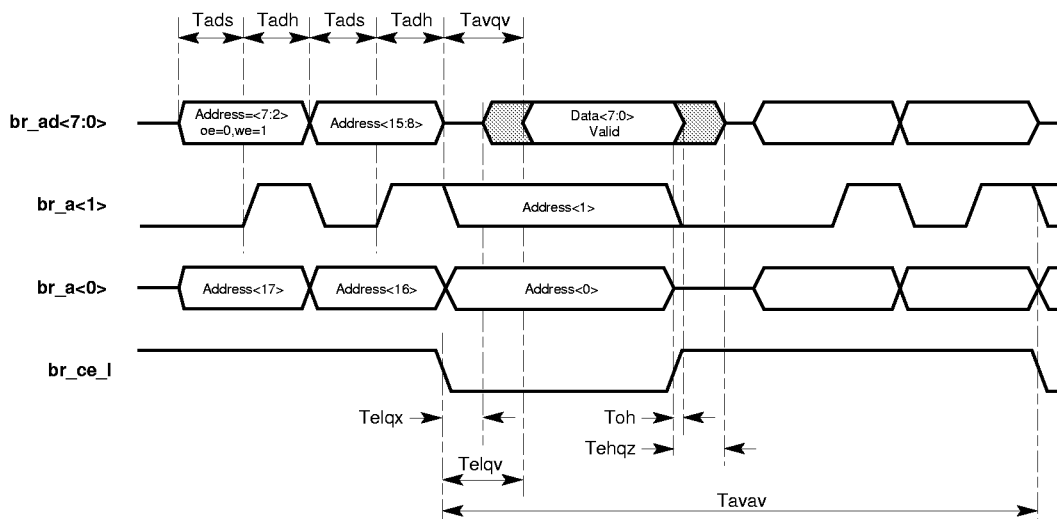 Tads Tadh Tads Tadh Tavqv
br_ad<7:0>
Address=<7:2>
oe=0,we=1
Address<15:8>
Data<7:0>
Valid
br_a<1>
Address<1>
br_a<0>
Address<17>
Address<16>
Address<0>
br_ce_l
Telqx
Toh
Tehqz
Telqv
Tavav